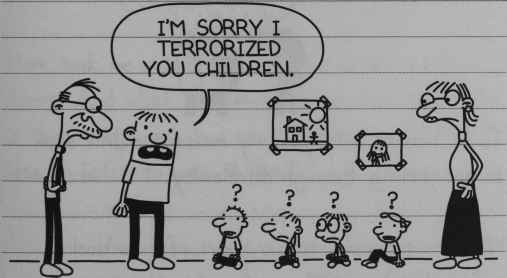 I'M SORRY I
TERRORIZED
YOU CHILDREN.
? ? ? ?